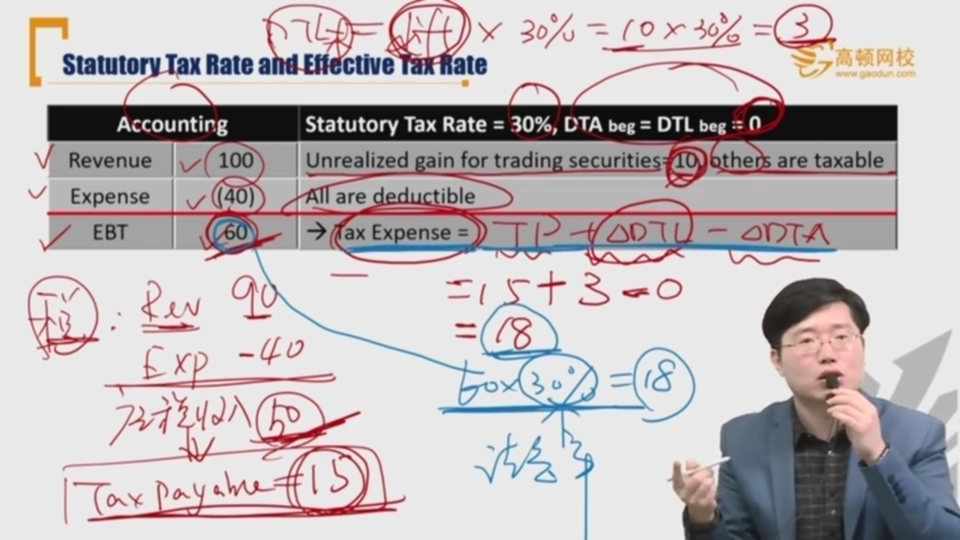 DTL = diff × 30% = 10 × 30% = 3
Statutory Tax Rate and Effective Tax Rate
高顿网校
www.gaodun.com
Accounting Statutory Tax Rate = 30%, DTA beg = DTL beg = 0
Revenue 100 Unrealized gain for trading securities=10, others are taxable
Expense (40) All are deductible
EBT 60 → Tax Expense = TP + ΔDTL - ΔDTA
= 15 + 3 - 0
= 18
60×30% = 18
税: Rev 90
Exp -40
应税收入 50
Tax payable = 15